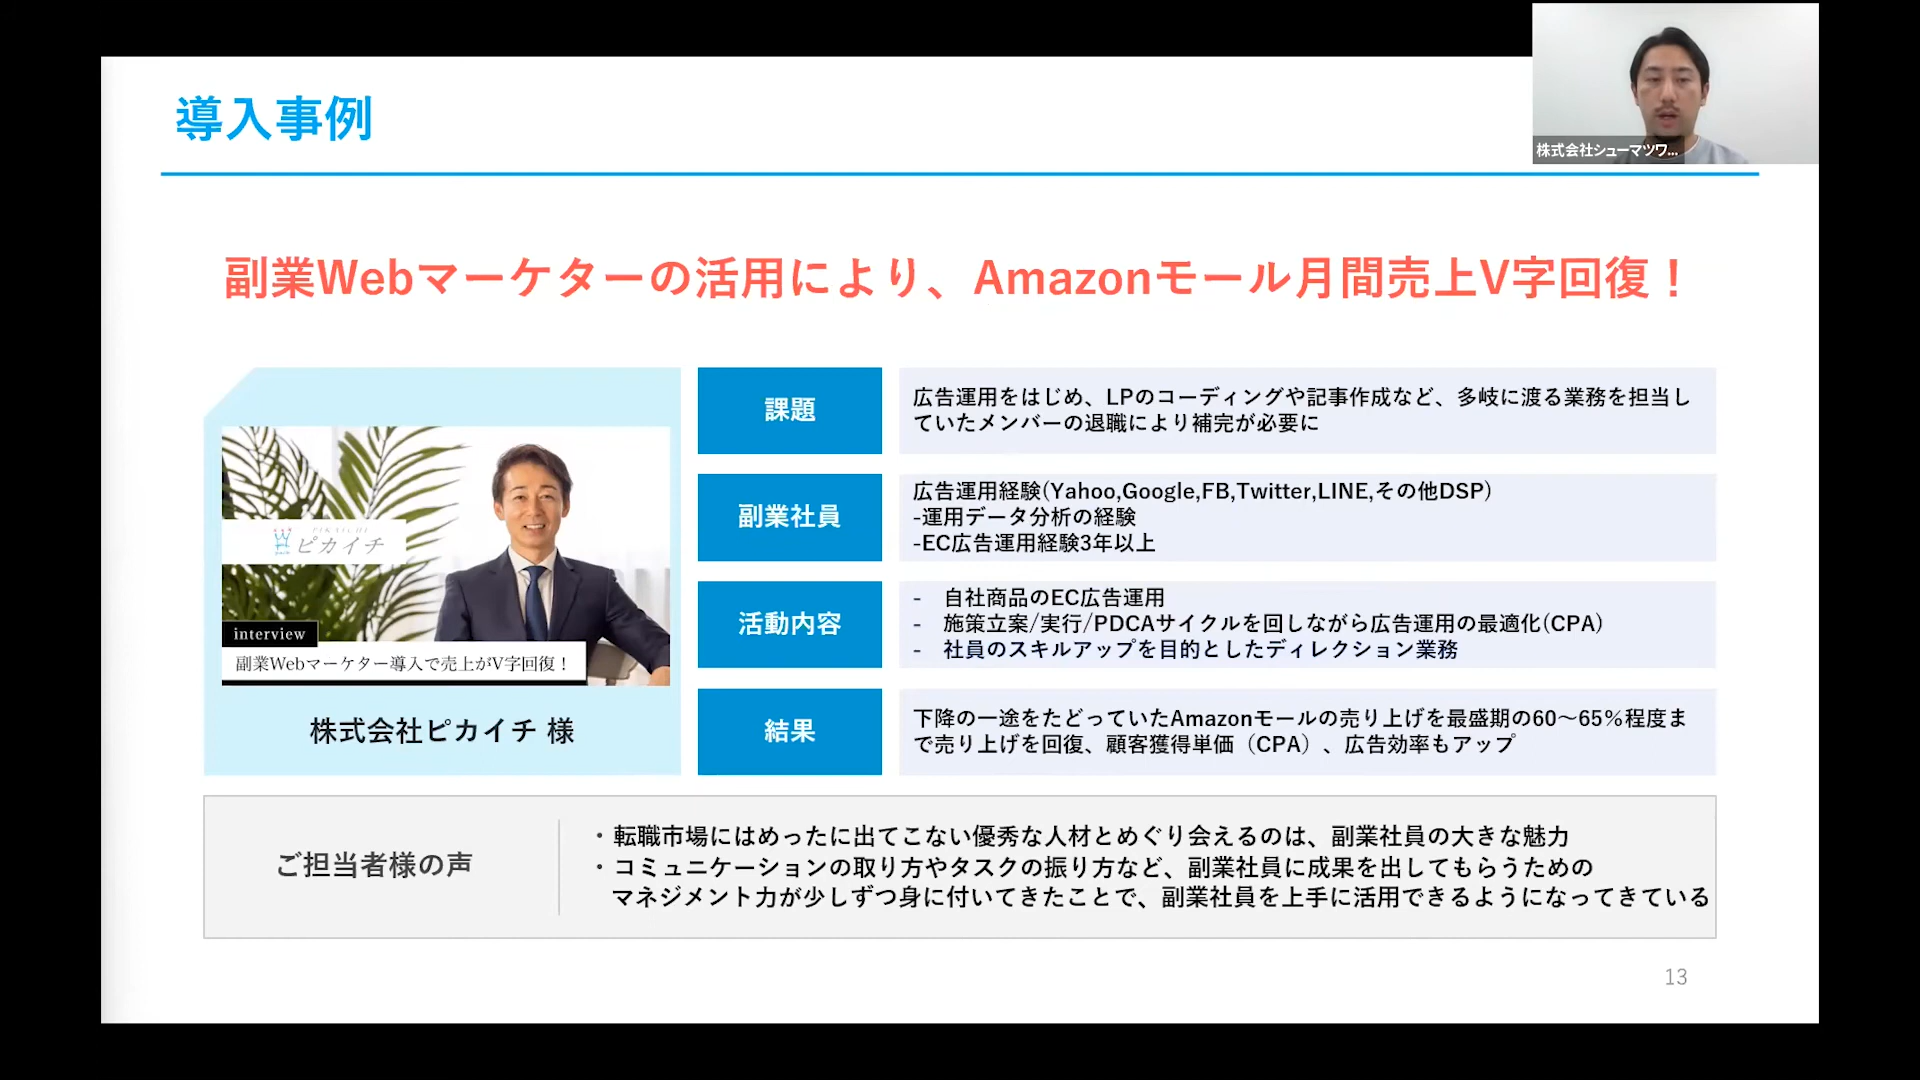 株式会社シューマツワ...
導入事例
副業Webマーケターの活用により、Amazonモール月間売上V字回復！
PIKAICHI
ピカイチ
interview
副業Webマーケター導入で売上がV字回復！
株式会社ピカイチ 様
課題
広告運用をはじめ、LPのコーディングや記事作成など、多岐に渡る業務を担当し
ていたメンバーの退職により補完が必要に
副業社員
広告運用経験(Yahoo,Google,FB,Twitter,LINE,その他DSP)
-運用データ分析の経験
-EC広告運用経験3年以上
活動内容
- 自社商品のEC広告運用
- 施策立案/実行/PDCAサイクルを回しながら広告運用の最適化(CPA)
- 社員のスキルアップを目的としたディレクション業務
結果
下降の一途をたどっていたAmazonモールの売り上げを最盛期の60〜65%程度ま
で売り上げを回復、顧客獲得単価（CPA）、広告効率もアップ
ご担当者様の声
・転職市場にはめったに出てこない優秀な人材とめぐり会えるのは、副業社員の大きな魅力
・コミュニケーションの取り方やタスクの振り方など、副業社員に成果を出してもらうための
マネジメント力が少しずつ身に付いてきたことで、副業社員を上手に活用できるようになってきている
13